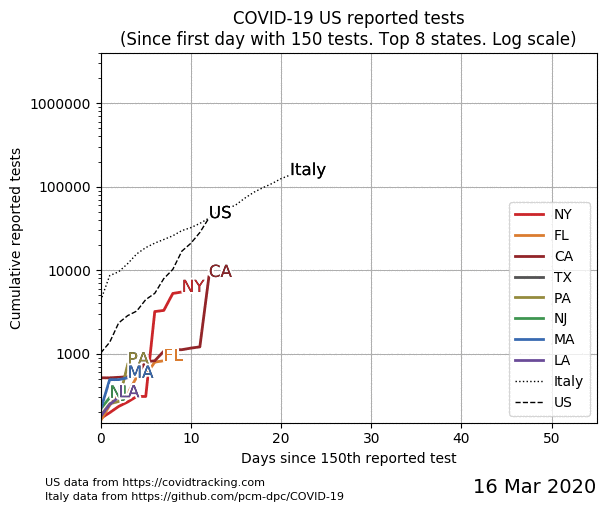 COVID-19 US reported tests
(Since first day with 150 tests. Top 8 states. Log scale)
Cumulative reported tests
1000000
100000
10000
1000
Italy
US
CA
NY
PA
FL
MA
NJ
LA
NY
FL
CA
TX
PA
NJ
MA
LA
Italy
US
0 10 20 30 40 50
Days since 150th reported test
US data from https://covidtracking.com
Italy data from https://github.com/pcm-dpc/COVID-19
16 Mar 2020